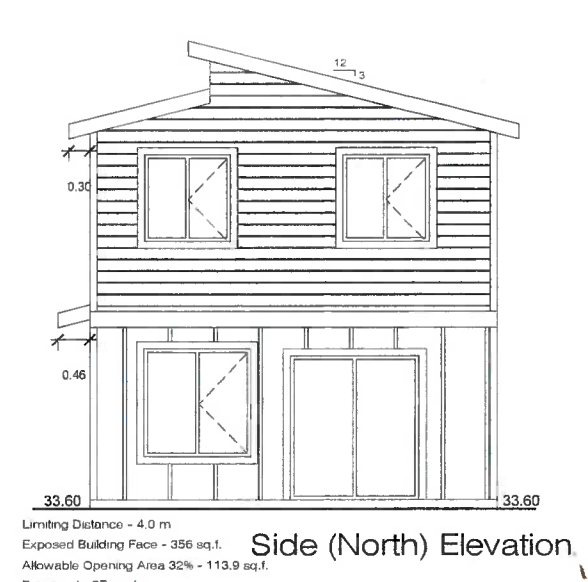 12
3
0.30
0.46
33.60
33.60
Limiting Distance - 4.0 m
Exposed Building Face - 356 sq.f.
Side (North) Elevation
Allowable Opening Area 32% - 113.9 sq.f.